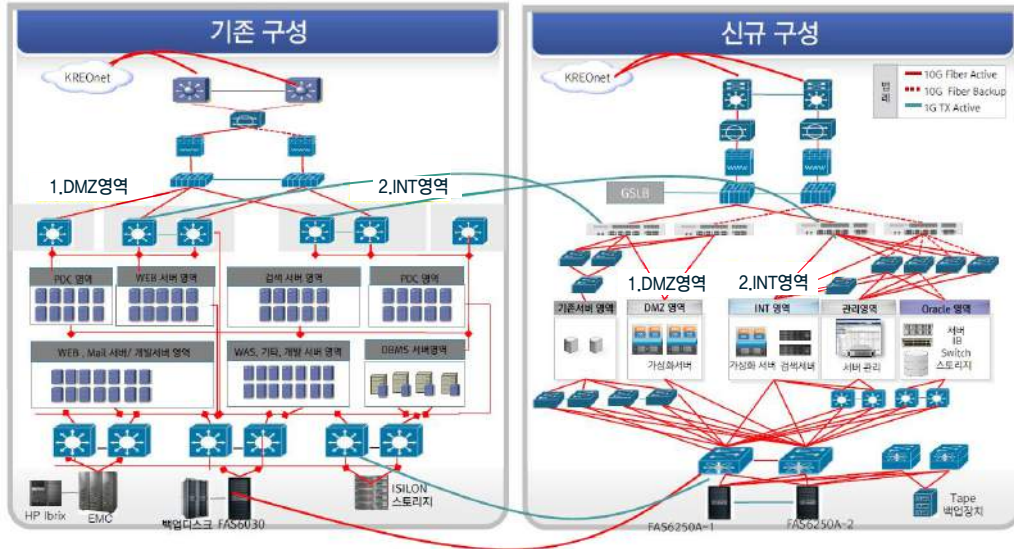 기존 구성
KREOnet
1.DMZ영역
2.INT영역
PDC 영역
WEB 서버 영역
검색 서버 영역
PDC 영역
WEB, Mail 서버/ 개발서버 영역
WAS, 기타, 개발 서버 영역
DBMS 서버영역
HP Ibrix
EMC
백업디스크
FAS6030
ISILON
스토리지
신규 구성
KREOnet
범례
10G Fiber Active
10G Fiber Backup
1G TX Active
GSLB
1.DMZ영역
2.INT영역
기존서버 영역
DMZ 영역
INT 영역
관리영역
Oracle 영역
가상화서버
가상화 서버
검색서버
서버 관리
서버
IB
Switch
스토리지
FAS6250A-1
FAS6250A-2
Tape
백업장치